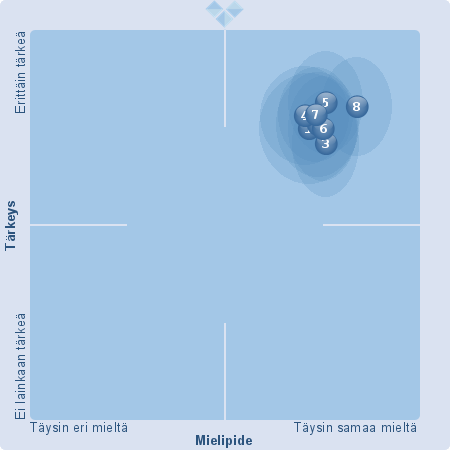 Erittäin tärkeä
5
8
4
7
6
3
Tärkeys
Ei lainkaan tärkeä
Täysin eri mieltä
Täysin samaa mieltä
Mielipide